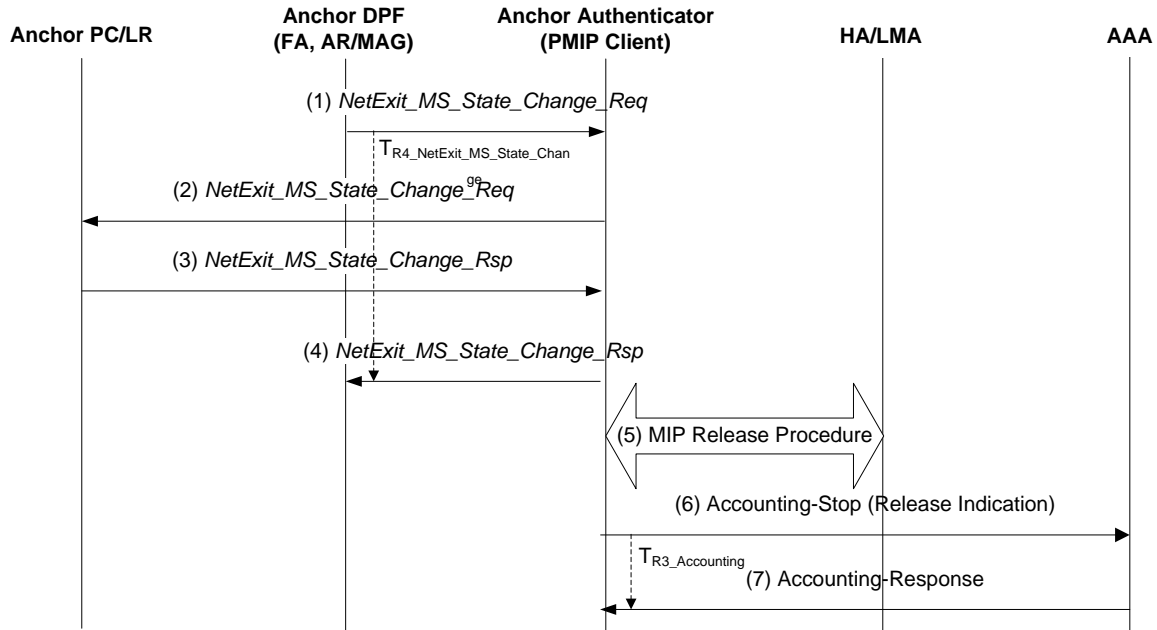 Anchor PC/LR
Anchor DPF
(FA, AR/MAG)
Anchor Authenticator
(PMIP Client)
HA/LMA
AAA
(1) NetExit_MS_State_Change_Req
TR4_NetExit_MS_State_Chan
ge
(2) NetExit_MS_State_Change_Req
(3) NetExit_MS_State_Change_Rsp
(4) NetExit_MS_State_Change_Rsp
(5) MIP Release Procedure
(6) Accounting-Stop (Release Indication)
TR3_Accounting
(7) Accounting-Response